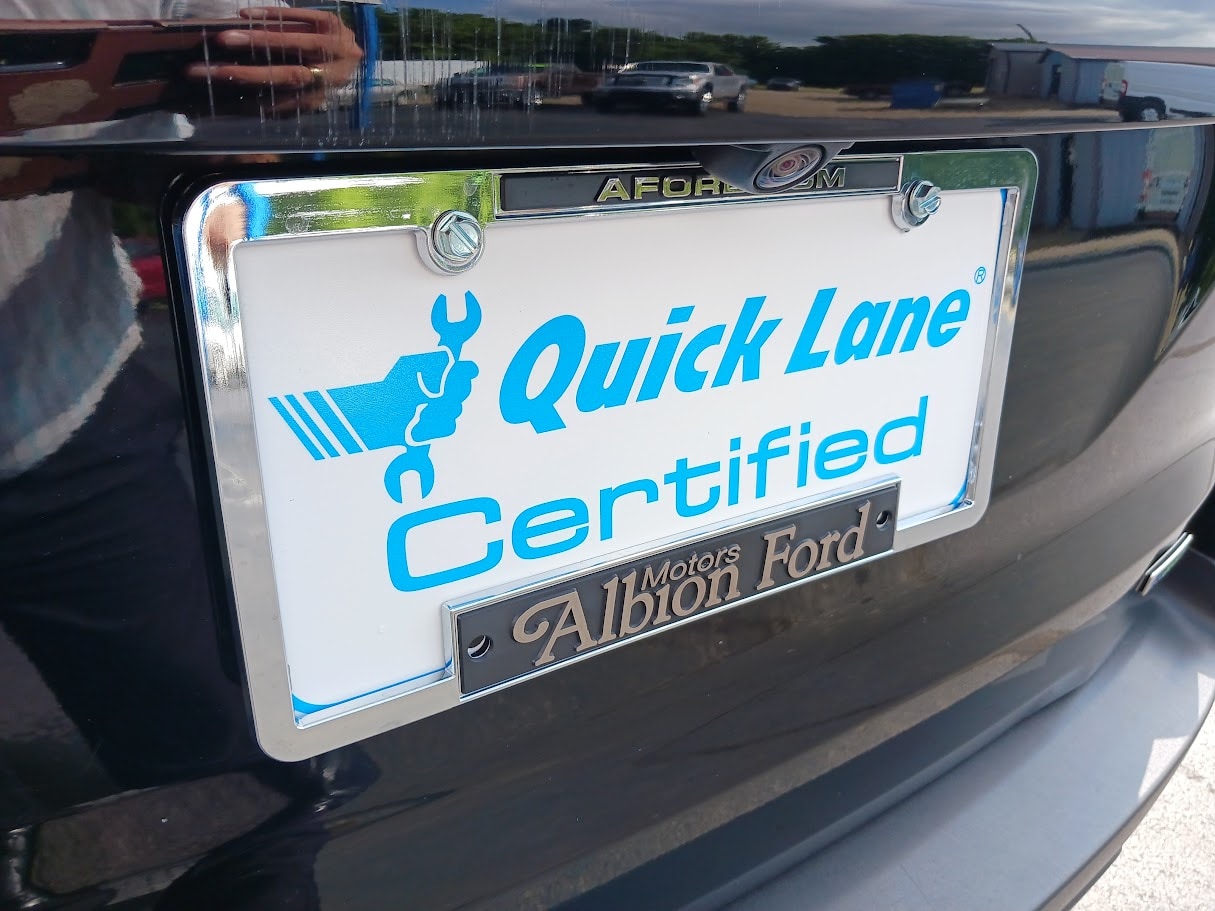 Quick Lane®
Certified
Albion Motors Ford